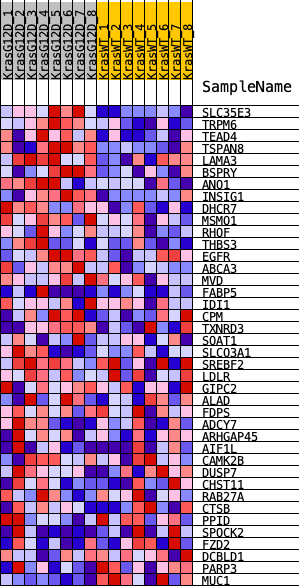 KrasG12D_1
KrasG12D_2
KrasG12D_3
KrasG12D_4
KrasG12D_5
KrasG12D_6
KrasG12D_7
KrasG12D_8
KrasWT_1
KrasWT_2
KrasWT_3
KrasWT_4
KrasWT_5
KrasWT_6
KrasWT_7
KrasWT_8
SampleName
SLC35E3
TRPM6
TEAD4
TSPAN8
LAMA3
BSPRY
ANO1
INSIG1
DHCR7
MSMO1
RHOF
THBS3
EGFR
ABCA3
MVD
FABP5
IDI1
CPM
TXNRD3
SOAT1
SLCO3A1
SREBF2
LDLR
GIPC2
ALAD
FDPS
ADCY7
ARHGAP45
AIF1L
CAMK2B
DUSP7
CHST11
RAB27A
CTSB
PPID
SPOCK2
FZD2
DCBLD1
PARP3
MUC1